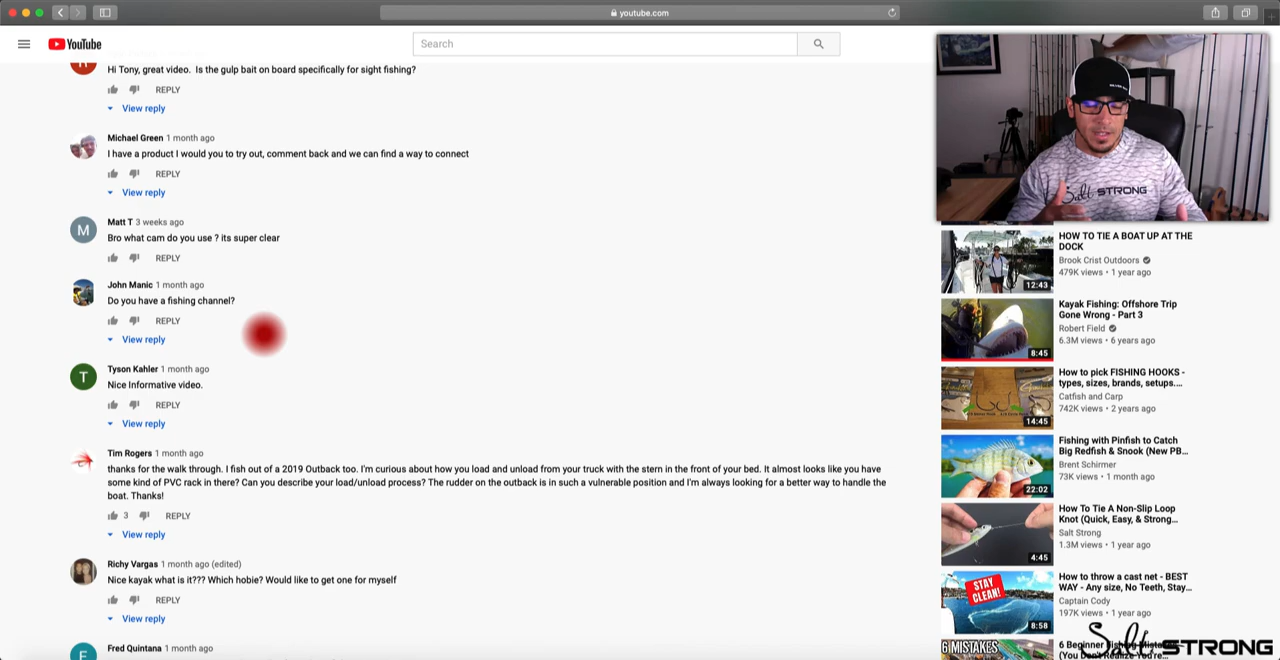 youtube.com
YouTube
Search
Hi Tony, great video. Is the gulp bait on board specifically for sight fishing?
REPLY
View reply
Michael Green 1 month ago
I have a product I would you to try out, comment back and we can find a way to connect
REPLY
View reply
M
Matt T 3 weeks ago
Bro what cam do you use ? its super clear
REPLY
John Manic 1 month ago
Do you have a fishing channel?
REPLY
View reply
T
Tyson Kahler 1 month ago
Nice Informative video.
REPLY
View reply
Tim Rogers 1 month ago
thanks for the walk through. I fish out of a 2019 Outback too. I'm curious about how you load and unload from your truck with the stern in the front of your bed. It almost looks like you have
some kind of PVC rack in there? Can you describe your load/unload process? The rudder on the outback is in such a vulnerable position and I'm always looking for a better way to handle the
boat. Thanks!
3 REPLY
View reply
Richy Vargas 1 month ago (edited)
Nice kayak what is it??? Which hobie? Would like to get one for myself
REPLY
View reply
Fred Quintana 1 month ago
Salt STRONG
HOW TO TIE A BOAT UP AT THE
DOCK
Brook Crist Outdoors
479K views • 1 year ago
12:43
Kayak Fishing: Offshore Trip
Gone Wrong - Part 3
Robert Field
6.3M views • 6 years ago
8:45
How to pick FISHING HOOKS -
types, sizes, brands, setups....
Catfish and Carp
742K views • 2 years ago
14:45
Fishing with Pinfish to Catch
Big Redfish & Snook (New PB...
Brent Schirmer
73K views • 1 month ago
22:02
How To Tie A Non-Slip Loop
Knot (Quick, Easy, & Strong...
Salt Strong
1.3M views • 1 year ago
4:45
How to throw a cast net - BEST
WAY - Any size, No Teeth, Stay...
Captain Cody
197K views • 1 year ago
STAY
CLEAN!
8:58
6 Beginner Fishing
(You Don't Realize You're...
6 MISTAKES
Salt STRONG